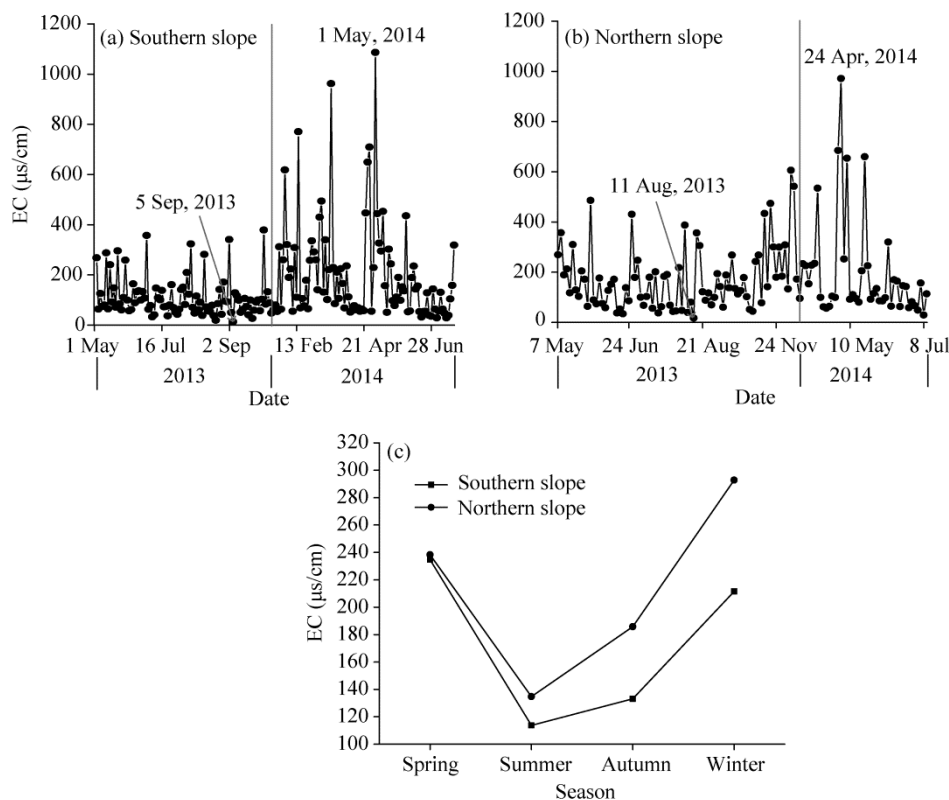 (a) Southern slope
1 May, 2014
5 Sep, 2013
EC (μs/cm)
1200
1000
800
600
400
200
0
1 May
16 Jul
2 Sep
13 Feb
21 Apr
28 Jun
2013
2014
Date
(b) Northern slope
24 Apr, 2014
11 Aug, 2013
1200
1000
800
600
400
200
0
7 May
24 Jun
21 Aug
24 Nov
10 May
8 Jul
2013
2014
Date
(c)
Southern slope
Northern slope
EC (μs/cm)
320
300
280
260
240
220
200
180
160
140
120
100
Spring
Summer
Autumn
Winter
Season